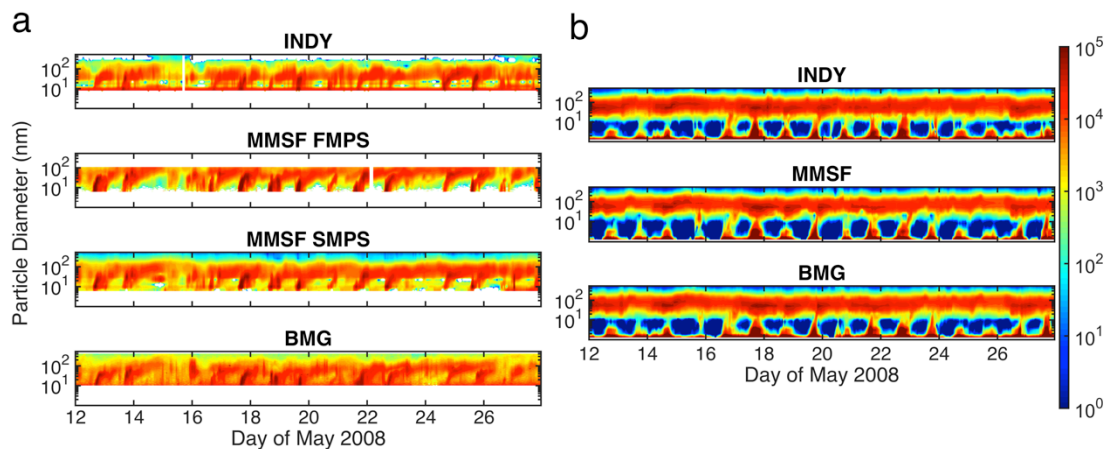 a
INDY
10²
10¹
MMSF FMPS
10²
10¹
MMSF SMPS
10²
10¹
BMG
10²
10¹
12 14 16 18 20 22 24 26
Day of May 2008
Particle Diameter (nm)
b
INDY
10²
10¹
MMSF
10²
10¹
BMG
10²
10¹
12 14 16 18 20 22 24 26
Day of May 2008
10⁵
10⁴
10³
10²
10¹
10⁰